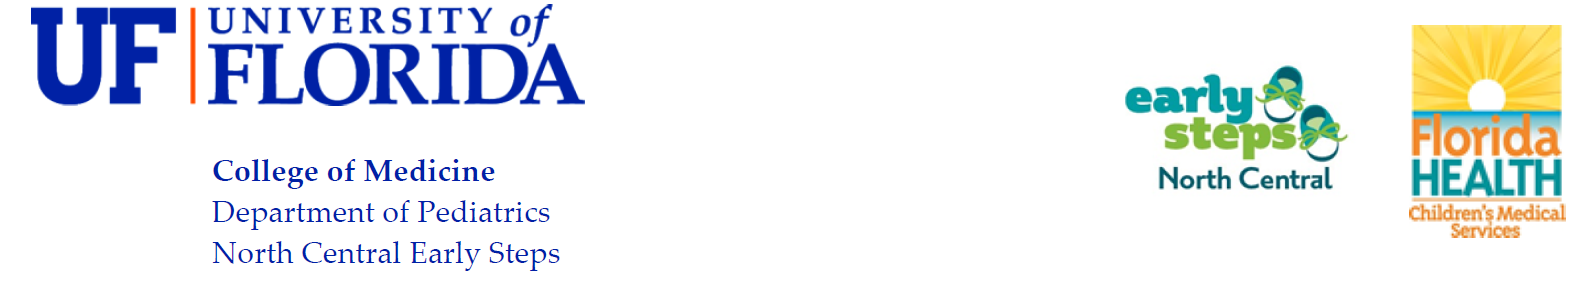 UF UNIVERSITY of
FLORIDA
College of Medicine
Department of Pediatrics
North Central Early Steps
early
steps
North Central
Florida
HEALTH
Children's Medical
Services